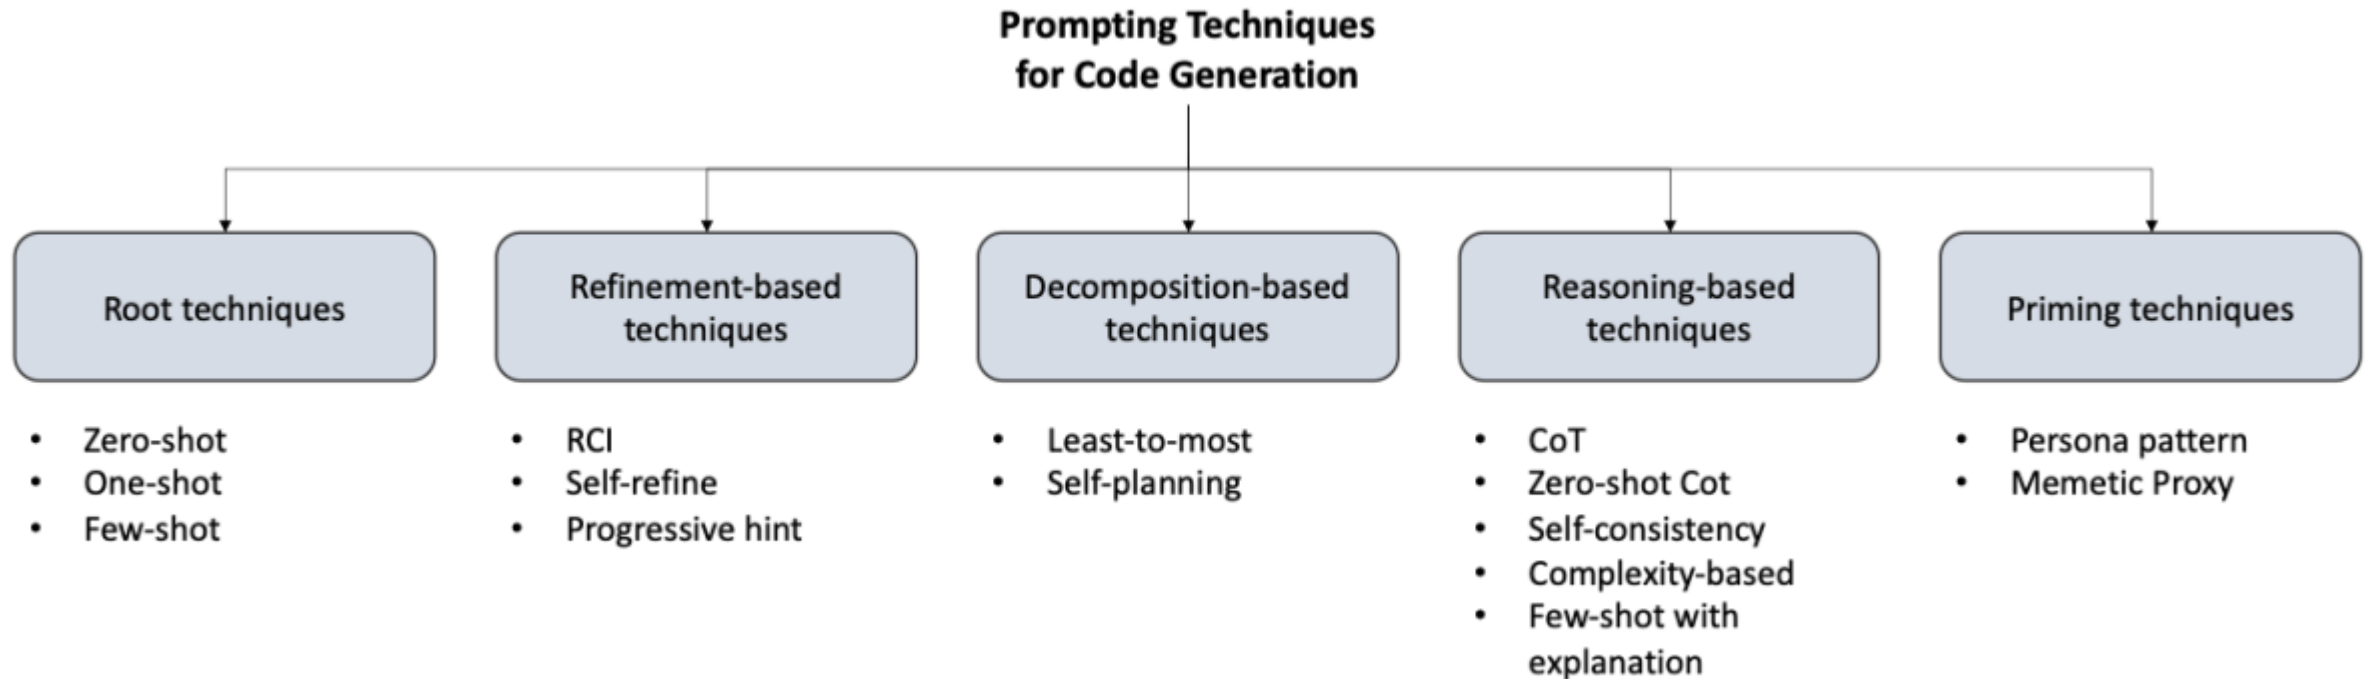 Prompting Techniques
for Code Generation
Root techniques
Refinement-based
techniques
Decomposition-based
techniques
Reasoning-based
techniques
Priming techniques
• Zero-shot
• One-shot
• Few-shot
• RCI
• Self-refine
• Progressive hint
• Least-to-most
• Self-planning
• CoT
• Zero-shot Cot
• Self-consistency
• Complexity-based
• Few-shot with
explanation
• Persona pattern
• Memetic Proxy